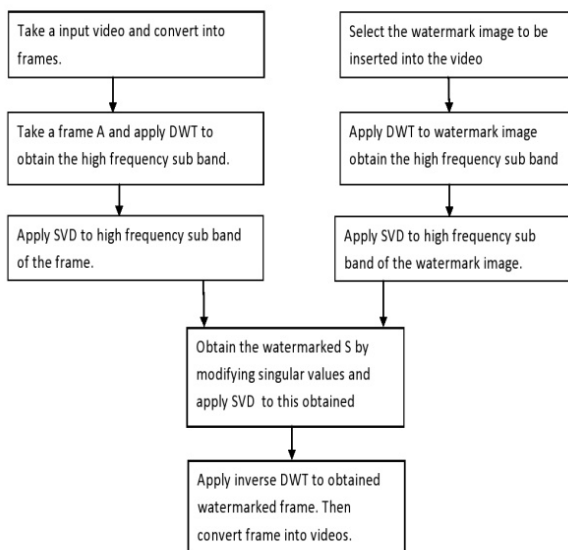 Take a input video and convert into
frames.
Select the watermark image to be
inserted into the video
Take a frame A and apply DWT to
obtain the high frequency sub band.
Apply DWT to watermark image
obtain the high frequency sub band
Apply SVD to high frequency sub band
of the frame.
Apply SVD to high frequency sub
band of the watermark image.
Obtain the watermarked S by
modifying singular values and
apply SVD to this obtained
Apply inverse DWT to obtained
watermarked frame. Then
convert frame into videos.